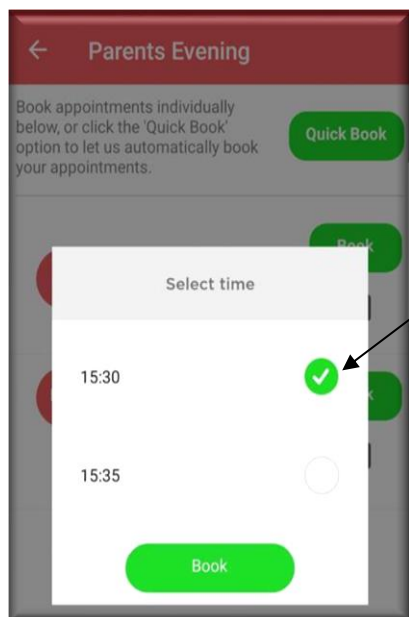 Parents Evening
Book appointments individually
below, or click the 'Quick Book'
option to let us automatically book
your appointments.
Quick Book
Book
Select time
15:30
15:35
Book